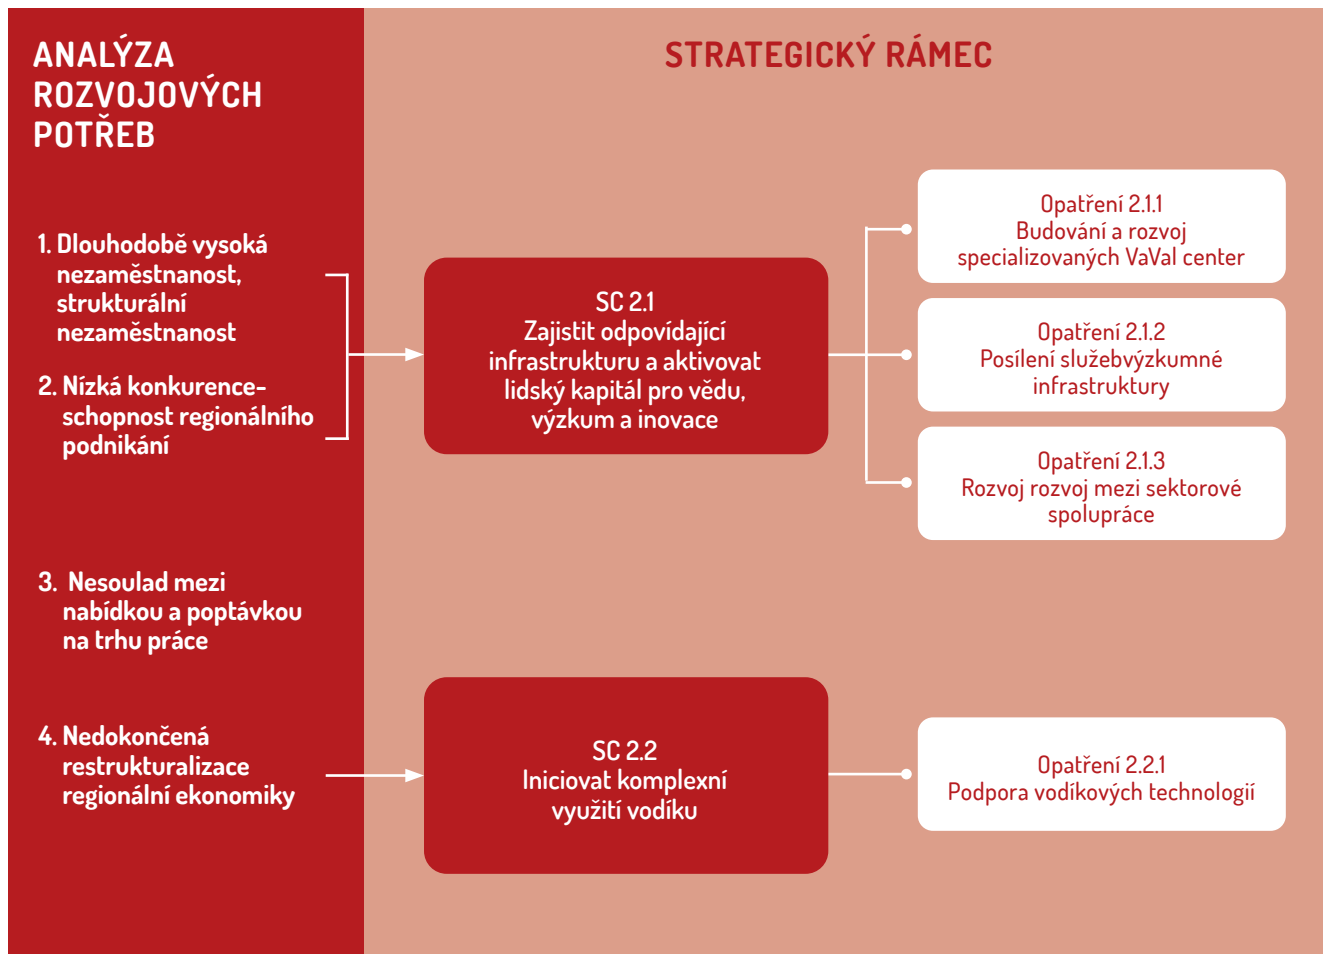 ANALÝZA
ROZVOJOVÝCH
POTŘEB
1. Dlouhodobě vysoká
nezaměstnanost,
strukturální
nezaměstnanost
2. Nízká konkurence-
schopnost regionálního
podnikání
3. Nesoulad mezi
nabídkou a poptávkou
na trhu práce
4. Nedokončená
restrukturalizace
regionální ekonomiky
STRATEGICKÝ RÁMEC
SC 2.1
Zajistit odpovídající
infrastrukturu a aktivovat
lidský kapitál pro vědu,
výzkum a inovace
Opatření 2.1.1
Budování a rozvoj
specializovaných VaVaI center
Opatření 2.1.2
Posílení služebvýzkumné
infrastruktury
Opatření 2.1.3
Rozvoj rozvoj mezi sektorové
spolupráce
SC 2.2
Iniciovat komplexní
využití vodíku
Opatření 2.2.1
Podpora vodíkových technologií